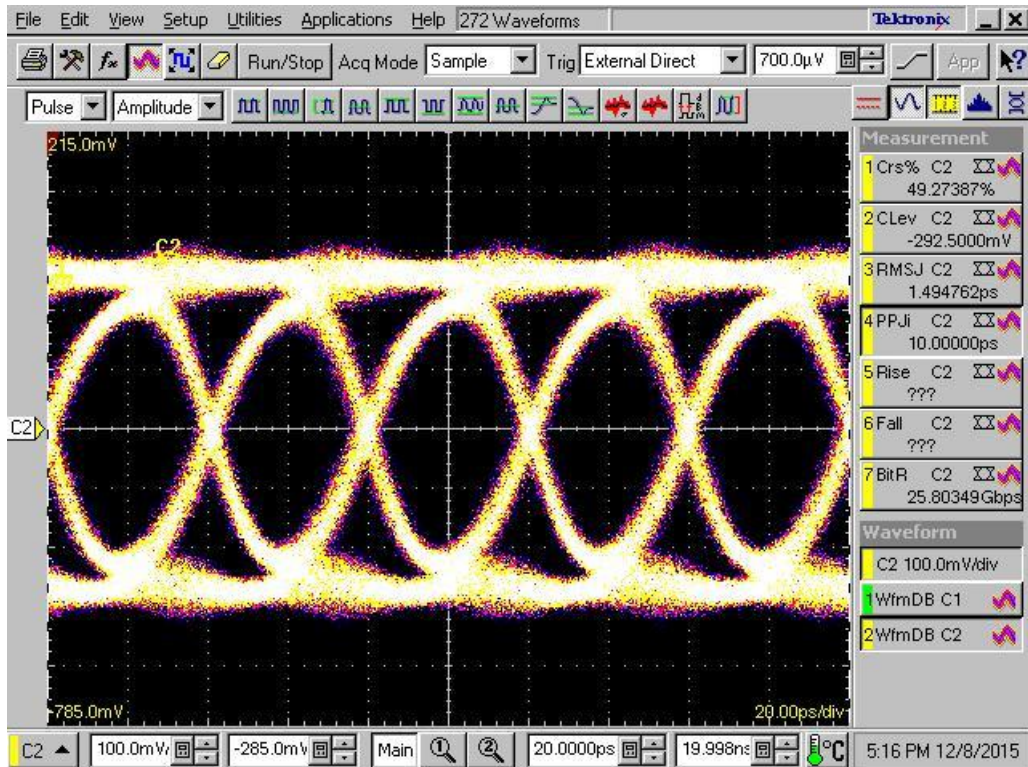 File Edit View Setup Utilities Applications Help 272 Waveforms Tektronix
Run/Stop Acq Mode Sample Trig External Direct 700.0µV App
Pulse Amplitude
215.0mV
C2
C2
-785.0mV
20.00ps/div
Measurement
1 Crs% C2
49.27387%
2 CLev C2
-292.5000mV
3 RMSJ C2
1.494762ps
4 PPJi C2
10.00000ps
5 Rise C2
???
6 Fall C2
???
7 BitR C2
25.80349Gbps
Waveform
C2 100.0mV/div
1 WfmDB C1
2 WfmDB C2
C2 100.0mV/ -285.0mV Main 1 2 20.0000ps 19.998ns °C 5:16 PM 12/8/2015